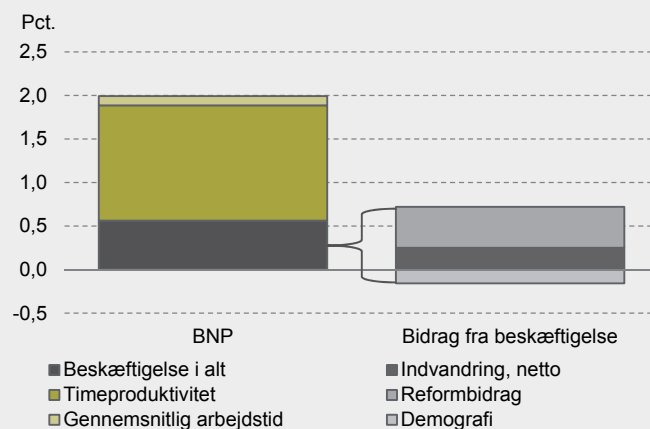 Pct.
2,5
2,0
1,5
1,0
0,5
0,0
-0,5
BNP Bidrag fra beskæftigelse
Beskæftigelse i alt Indvandring, netto
Timeproduktivitet Reformbidrag
Gennemsnitlig arbejdstid Demografi